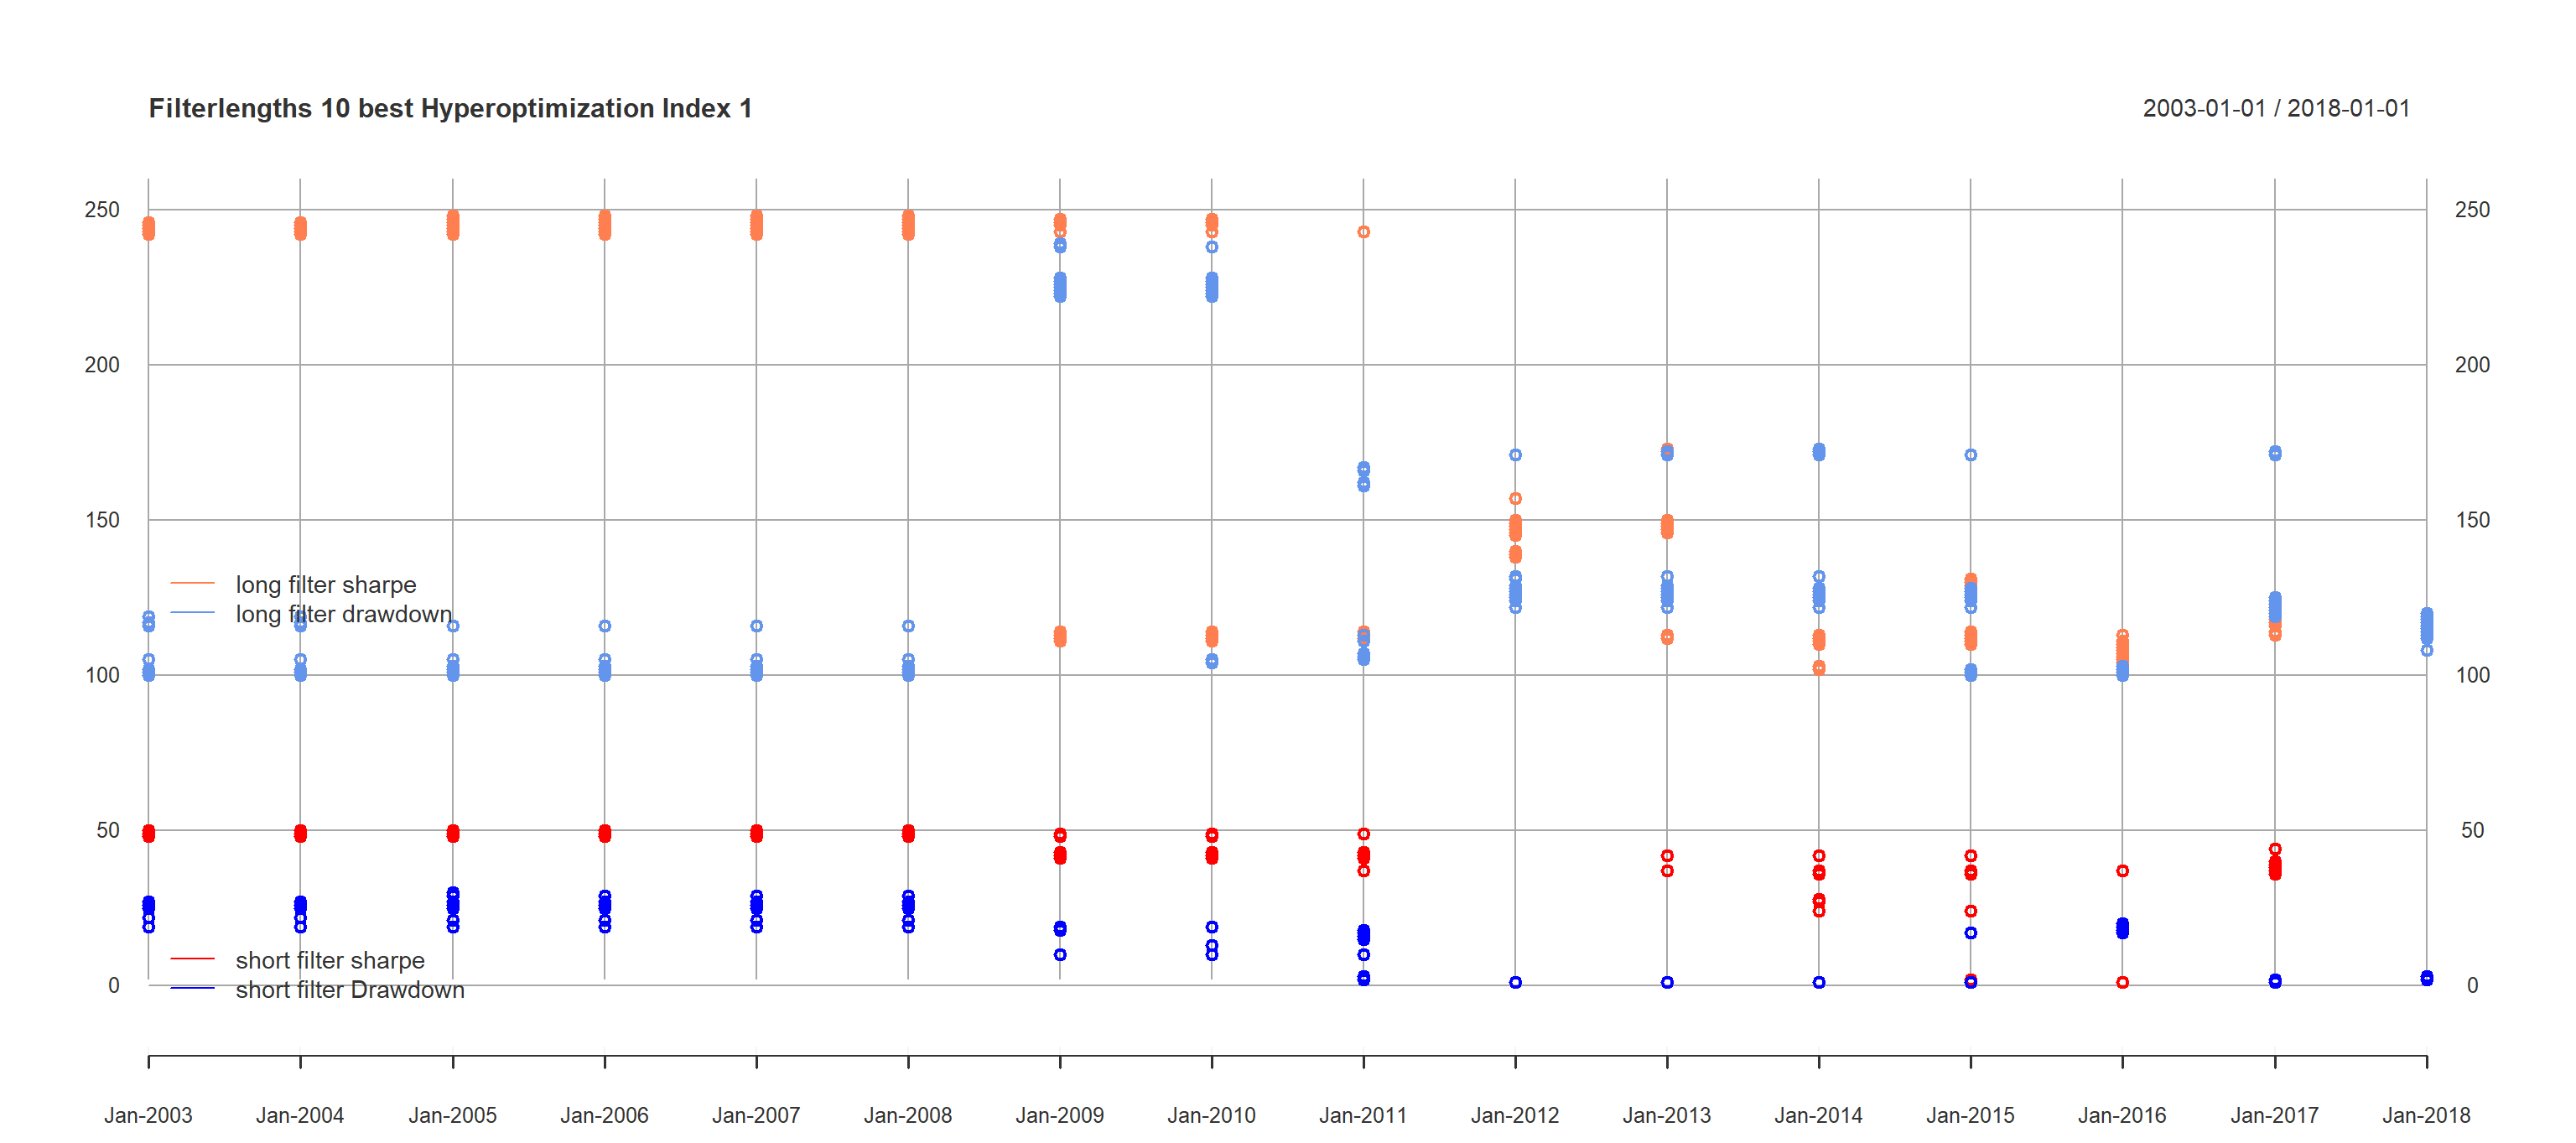 Filterlengths 10 best Hyperoptimization Index 1
2003-01-01 / 2018-01-01
250 250
200 200
150 150
long filter sharpe
long filter drawdown
100 100
50 50
short filter sharpe
0 short filter Drawdown 0
Jan-2003 Jan-2004 Jan-2005 Jan-2006 Jan-2007 Jan-2008 Jan-2009 Jan-2010 Jan-2011 Jan-2012 Jan-2013 Jan-2014 Jan-2015 Jan-2016 Jan-2017 Jan-2018